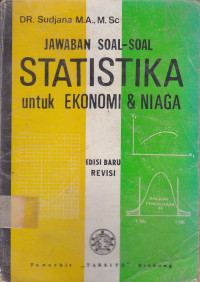 DR. Sudjana M.A., M. Sc
JAWABAN SOAL-SOAL
STATISTIKA
untuk EKONOMI & NIAGA
EDISI BARU
REVISI
Penerbit „TARSITO" Bandung